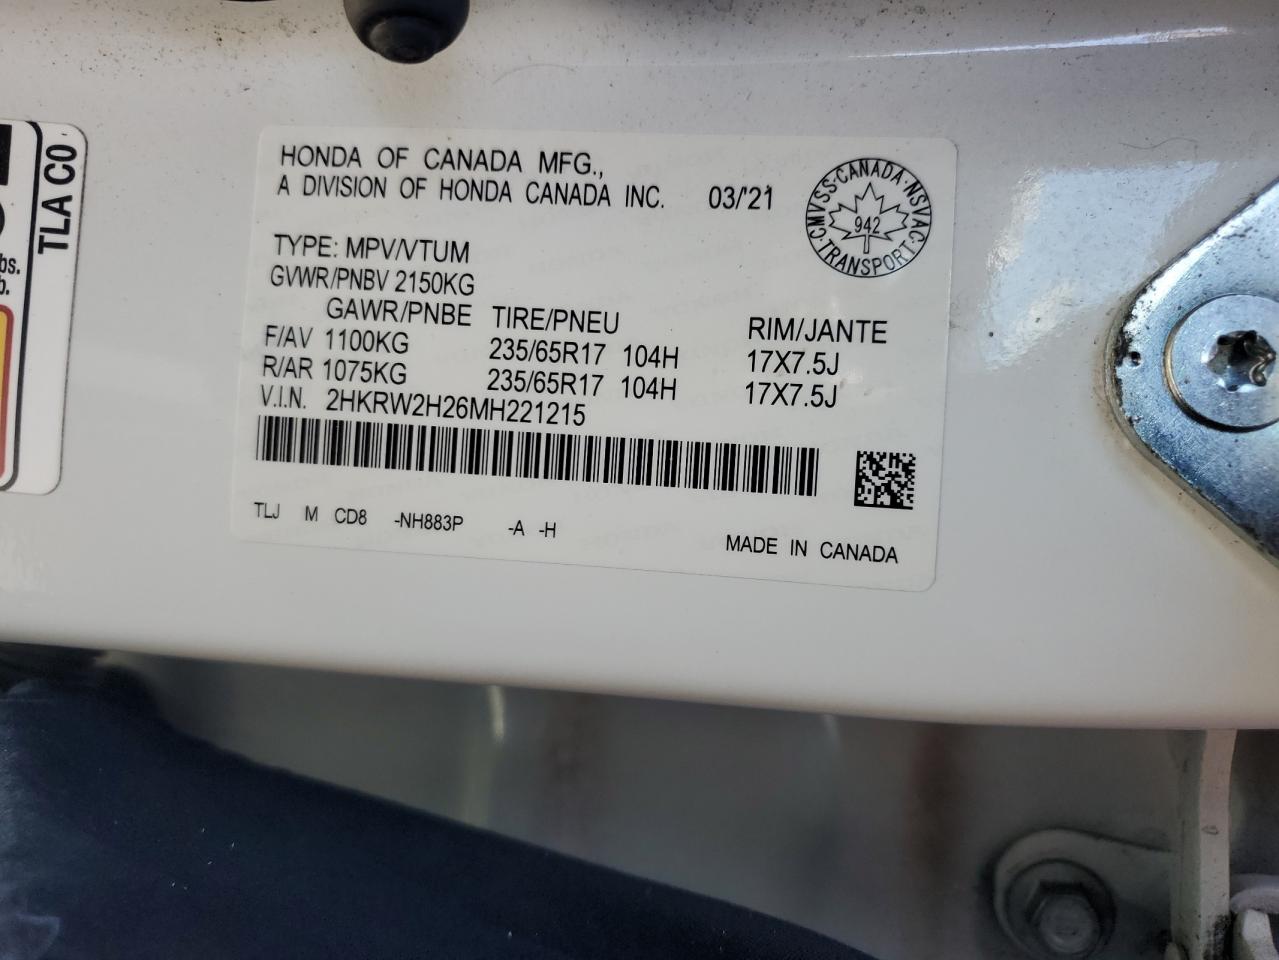 TLA C0
bs.
b.
HONDA OF CANADA MFG.,
A DIVISION OF HONDA CANADA INC. 03/'21
CMVSS·CANADA·NSVAC·TRANSPORT·
942
TYPE: MPV/VTUM
GVWR/PNBV 2150KG
GAWR/PNBE TIRE/PNEU RIM/JANTE
F/AV 1100KG 235/65R17 104H 17X7.5J
R/AR 1075KG 235/65R17 104H 17X7.5J
V.I.N. 2HKRW2H26MH221215
TLJ M CD8 -NH883P -A -H
MADE IN CANADA